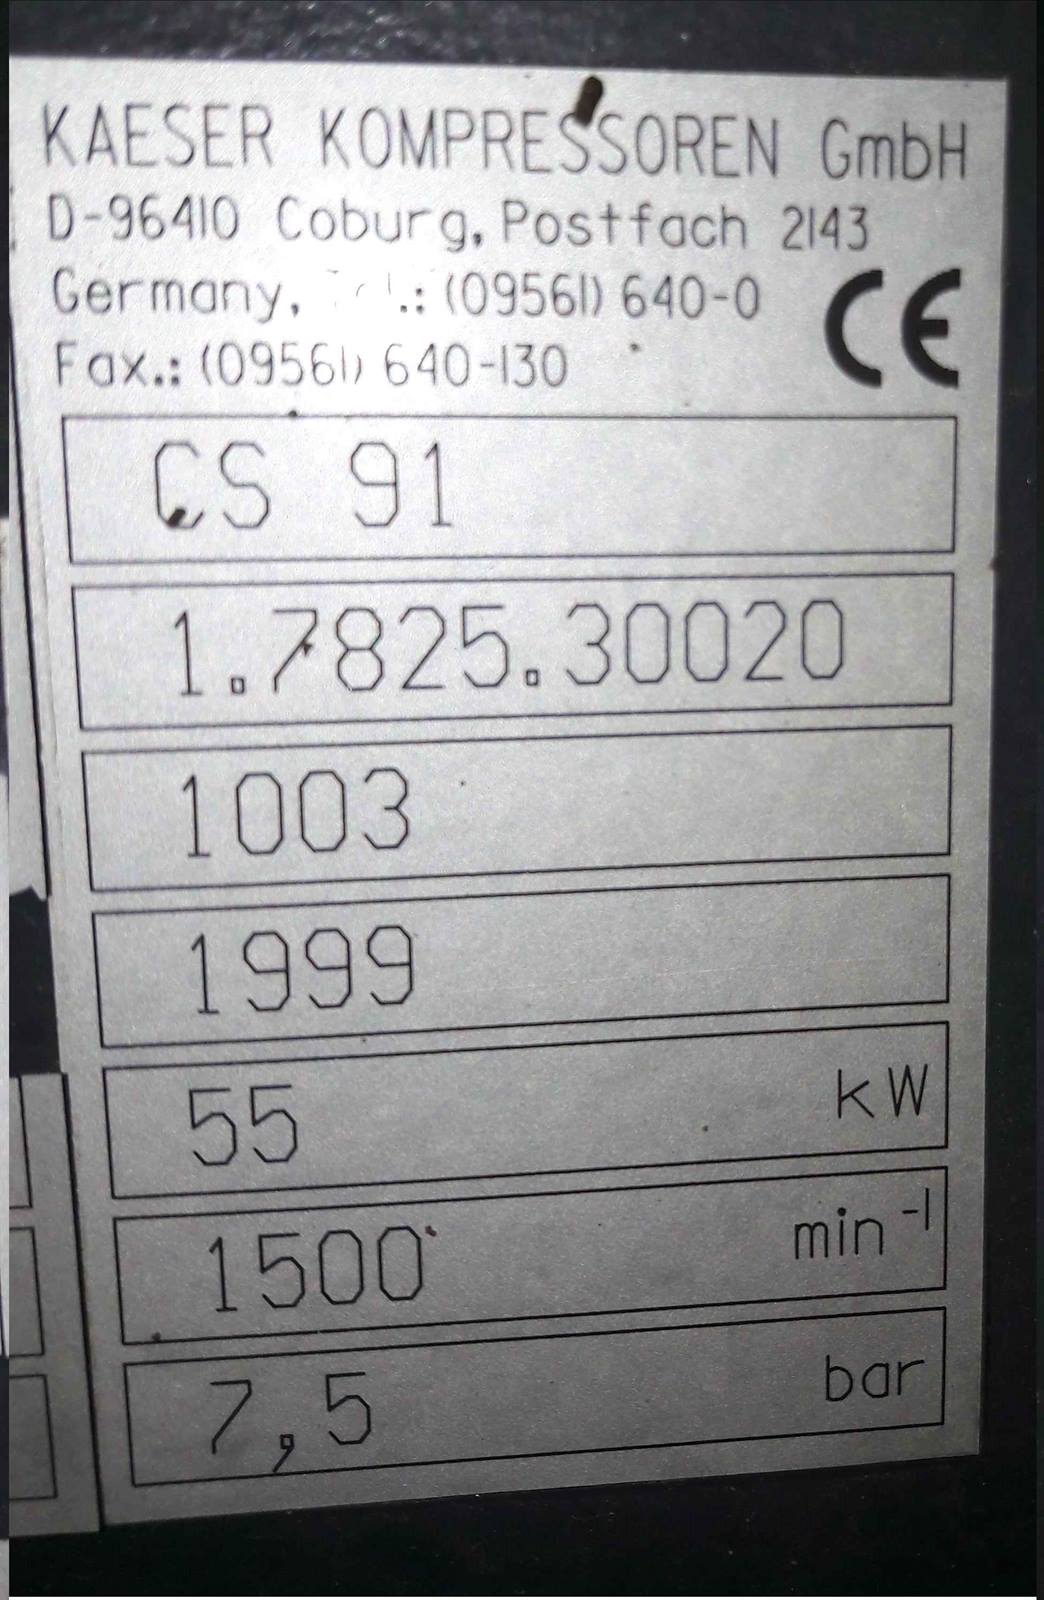 KAESER KOMPRESSOREN GmbH
D-96410 Coburg, Postfach 2143
Germany, .: (09561) 640-0
Fax.: (09561) 640-130
CE
CS 91
1.7825.30020
1003
1999
55 kW
1500 min⁻¹
7,5 bar